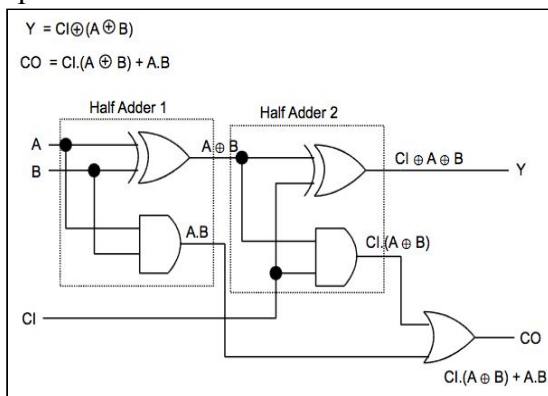 Y = CI⊕(A ⊕ B)
CO = CI.(A ⊕ B) + A.B
Half Adder 1
Half Adder 2
A
A ⊕ B
CI ⊕ A ⊕ B
B
Y
A.B
CI.(A ⊕ B)
CI
CO
CI.(A ⊕ B) + A.B